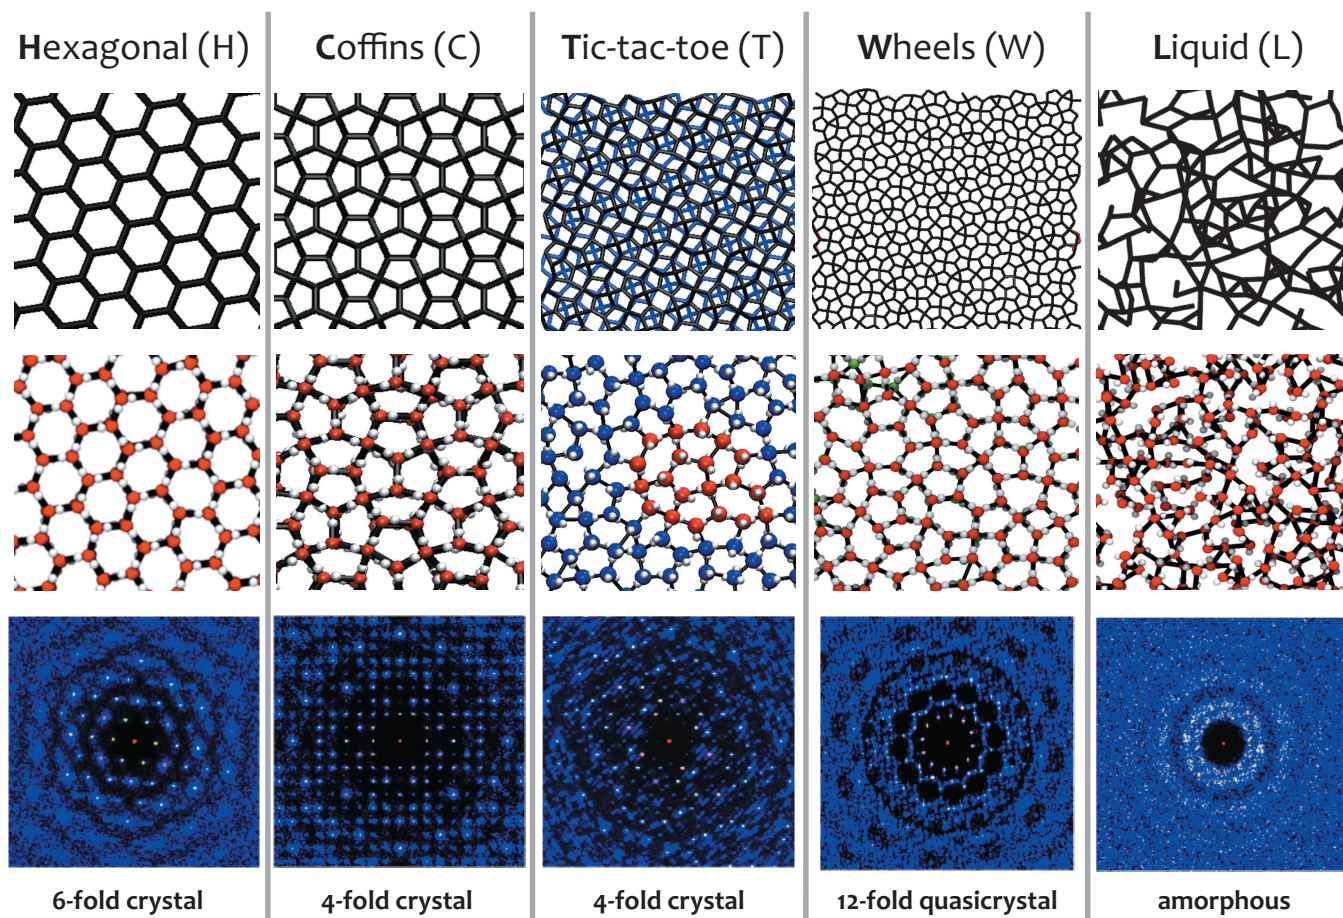 Hexagonal (H)
Coffins (C)
Tic-tac-toe (T)
Wheels (W)
Liquid (L)
6-fold crystal
4-fold crystal
4-fold crystal
12-fold quasicrystal
amorphous